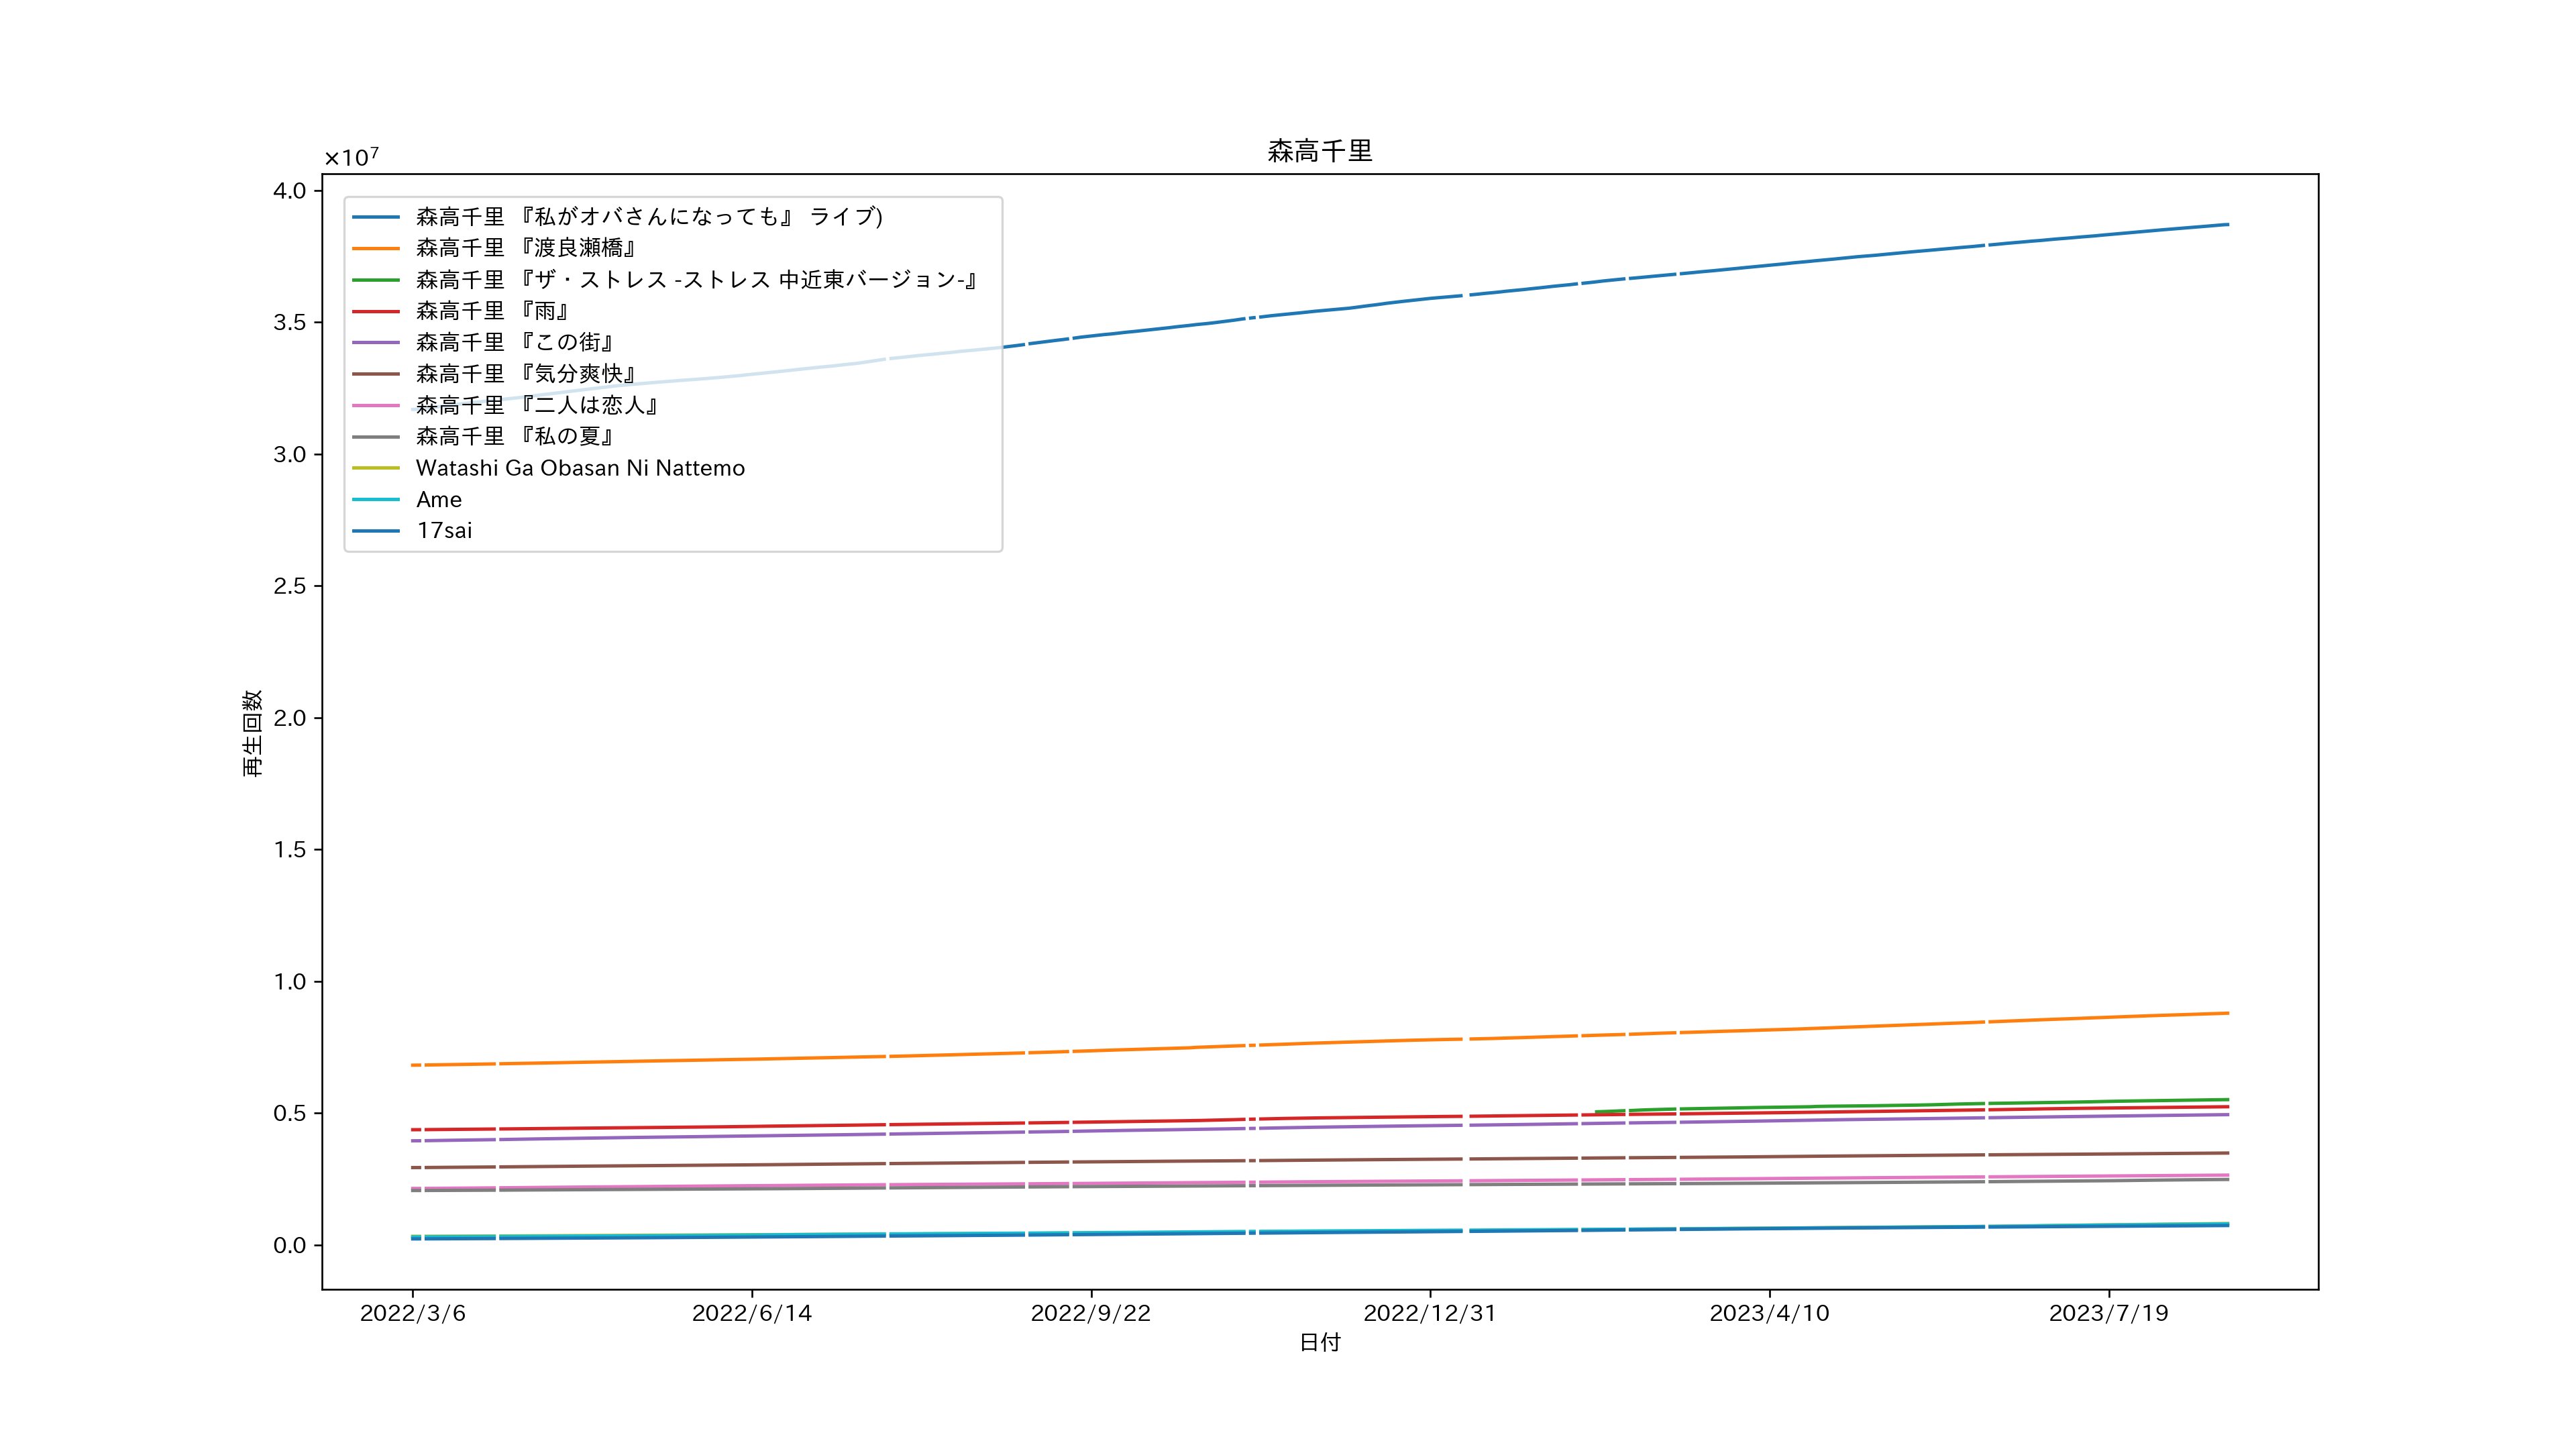 森高千里
×10⁷
4.0
3.5
3.0
2.5
2.0
1.5
1.0
0.5
0.0
再生回数
森高千里 『私がオバさんになっても』 ライブ)
森高千里 『渡良瀬橋』
森高千里 『ザ・ストレス -ストレス 中近東バージョン-』
森高千里 『雨』
森高千里 『この街』
森高千里 『気分爽快』
森高千里 『二人は恋人』
森高千里 『私の夏』
Watashi Ga Obasan Ni Nattemo
Ame
17sai
2022/3/6 2022/6/14 2022/9/22 2022/12/31 2023/4/10 2023/7/19
日付